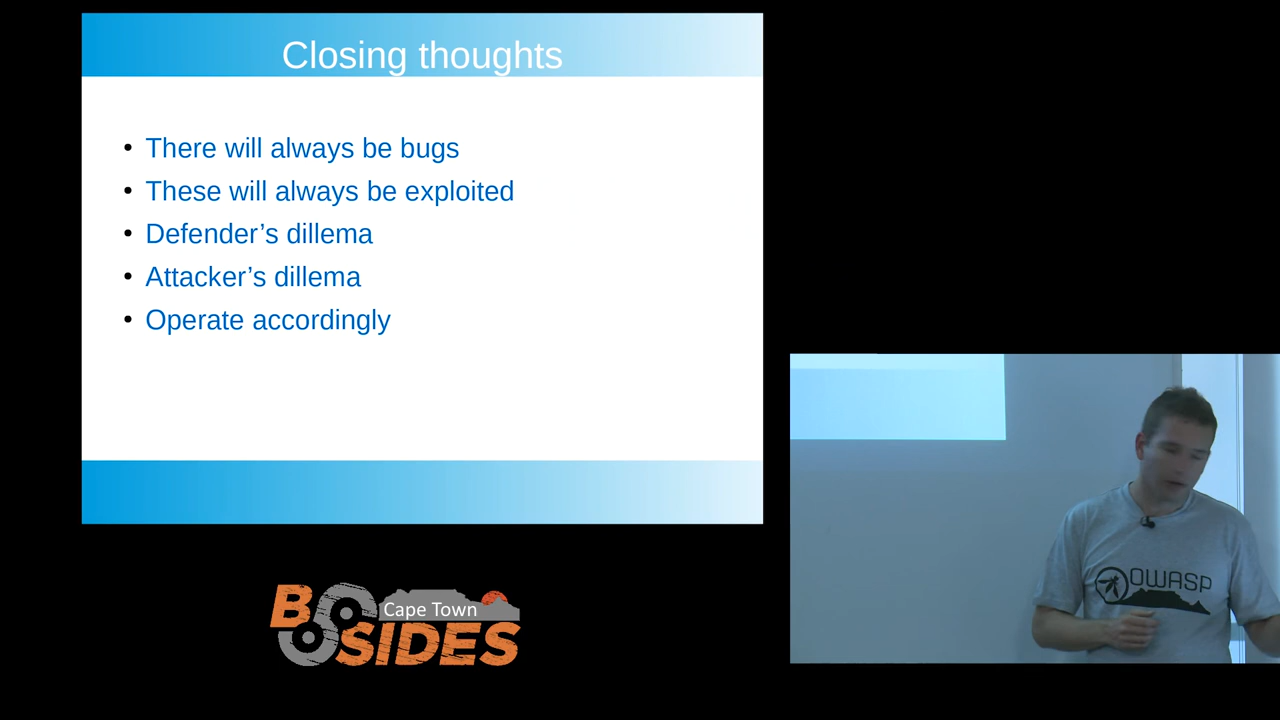 Closing thoughts
• There will always be bugs
• These will always be exploited
• Defender’s dillema
• Attacker’s dillema
• Operate accordingly
OWASP
B
Cape Town
SIDES